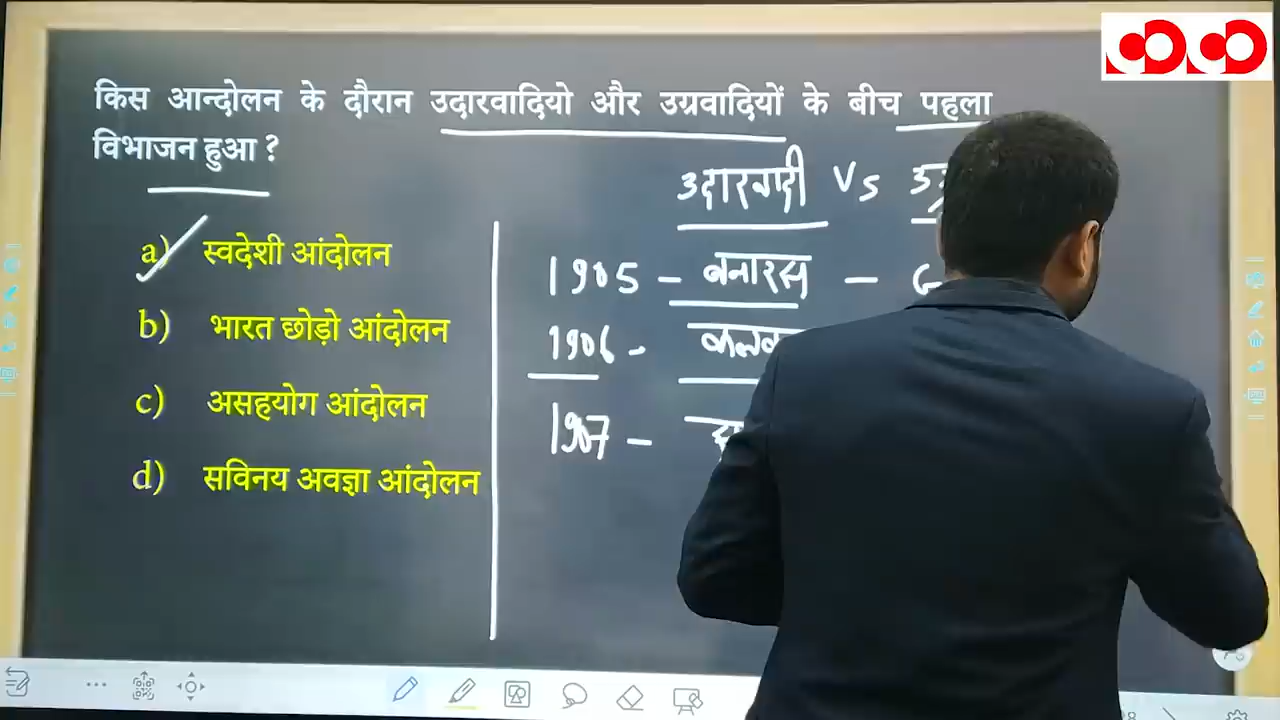 किस आन्दोलन के दौरान उदारवादियो और उग्रवादियों के बीच पहला
विभाजन हुआ ?
उदारवादी VS
a) स्वदेशी आंदोलन
b) भारत छोड़ो आंदोलन
c) असहयोग आंदोलन
d) सविनय अवज्ञा आंदोलन
1905 - बनारस -
1906 -
1907 -